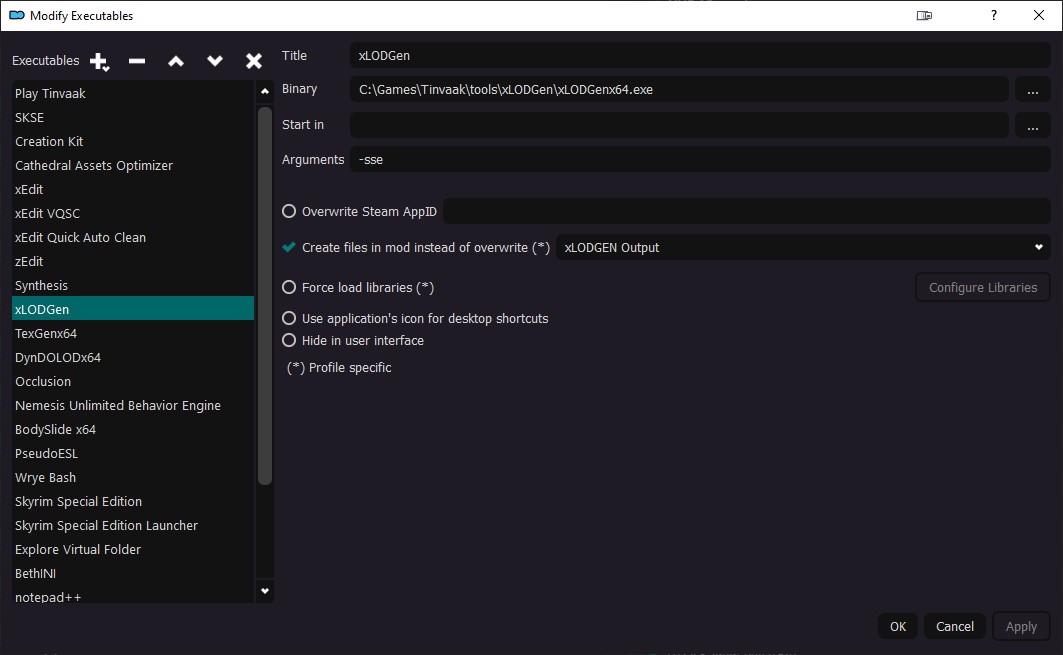 Modify Executables
?
Executables
Play Tinvaak
SKSE
Creation Kit
Cathedral Assets Optimizer
xEdit
xEdit VQSC
xEdit Quick Auto Clean
zEdit
Synthesis
xLODGen
TexGenx64
DynDOLODx64
Occlusion
Nemesis Unlimited Behavior Engine
BodySlide x64
PseudoESL
Wrye Bash
Skyrim Special Edition
Skyrim Special Edition Launcher
Explore Virtual Folder
BethINI
notepad++
Title xLODGen
Binary C:\Games\Tinvaak\tools\xLODGen\xLODGenx64.exe ...
Start in ...
Arguments -sse
Overwrite Steam AppID
Create files in mod instead of overwrite (*) xLODGEN Output
Force load libraries (*) Configure Libraries
Use application's icon for desktop shortcuts
Hide in user interface
(*) Profile specific
OK Cancel Apply